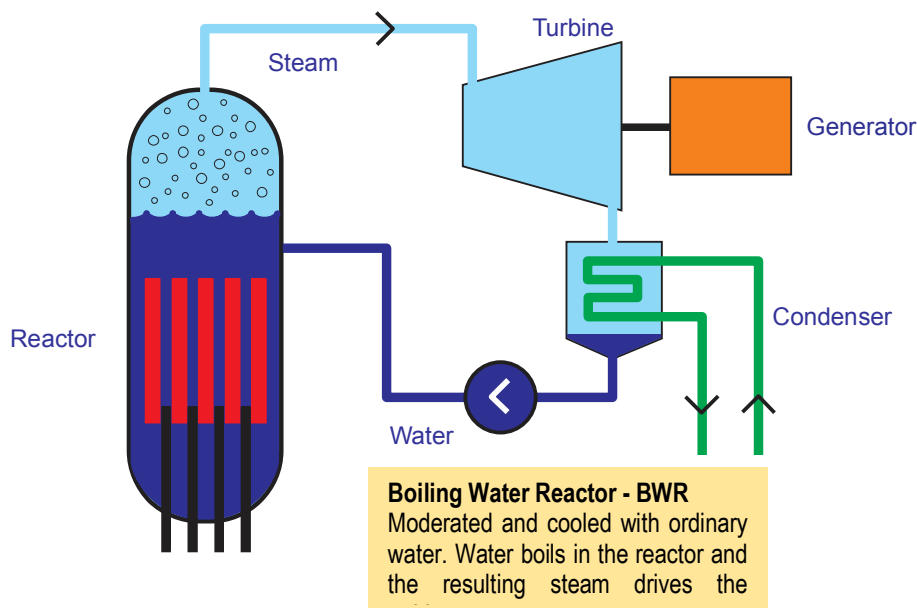 Turbine
Steam
Generator
Condenser
Reactor
Water
Boiling Water Reactor - BWR
Moderated and cooled with ordinary
water. Water boils in the reactor and
the resulting steam drives the